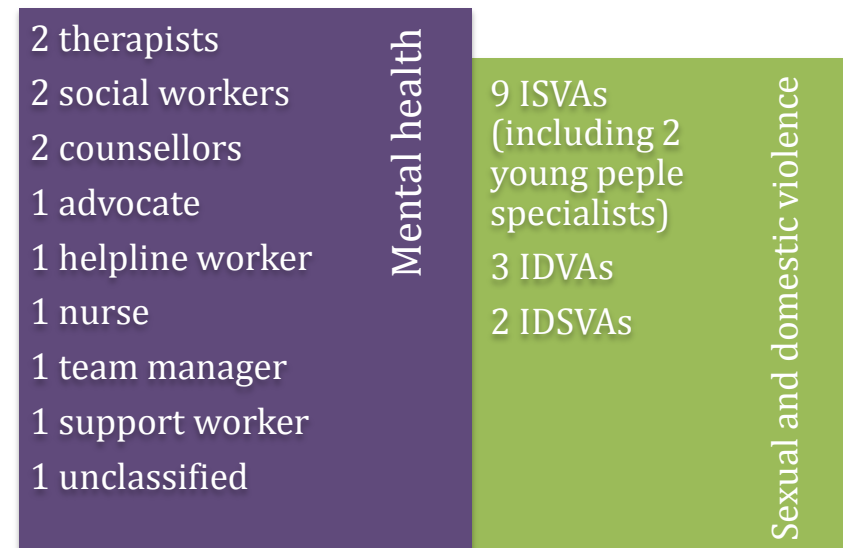 2 therapists
2 social workers
2 counsellors
1 advocate
1 helpline worker
1 nurse
1 team manager
1 support worker
1 unclassified
Mental health
9 ISVAs
(including 2
young peple
specialists)
3 IDVAs
2 IDSVAs
Sexual and domestic violence